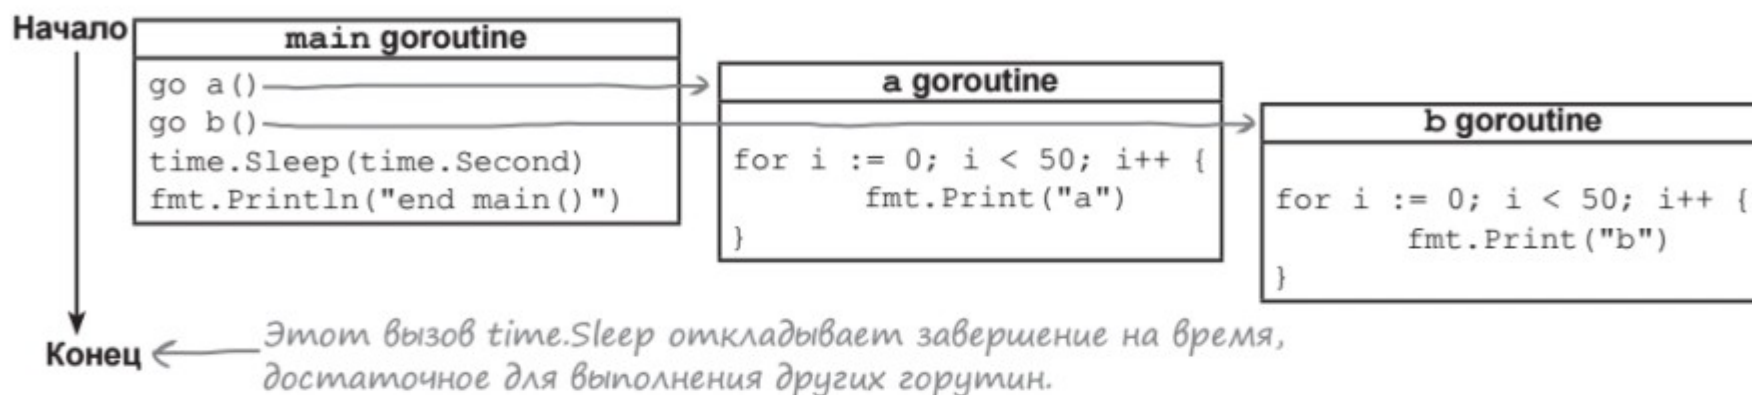 Начало
main goroutine
go a()
go b()
time.Sleep(time.Second)
fmt.Println("end main()")
a goroutine
for i := 0; i < 50; i++ {
fmt.Print("a")
}
b goroutine
for i := 0; i < 50; i++ {
fmt.Print("b")
}
Конец
Этот вызов time.Sleep откладывает завершение на время,
достаточное для выполнения других горутин.